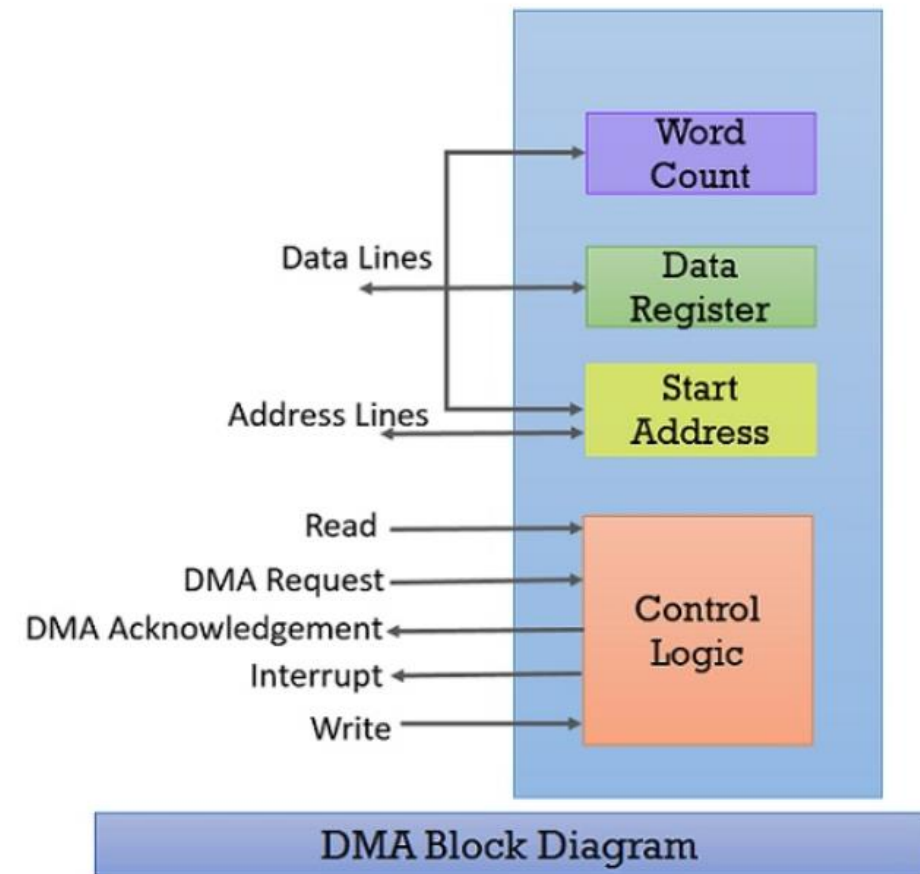 Word
Count
Data Lines
Data
Register
Start
Address
Address Lines
Read
DMA Request
DMA Acknowledgement
Interrupt
Write
Control
Logic
DMA Block Diagram